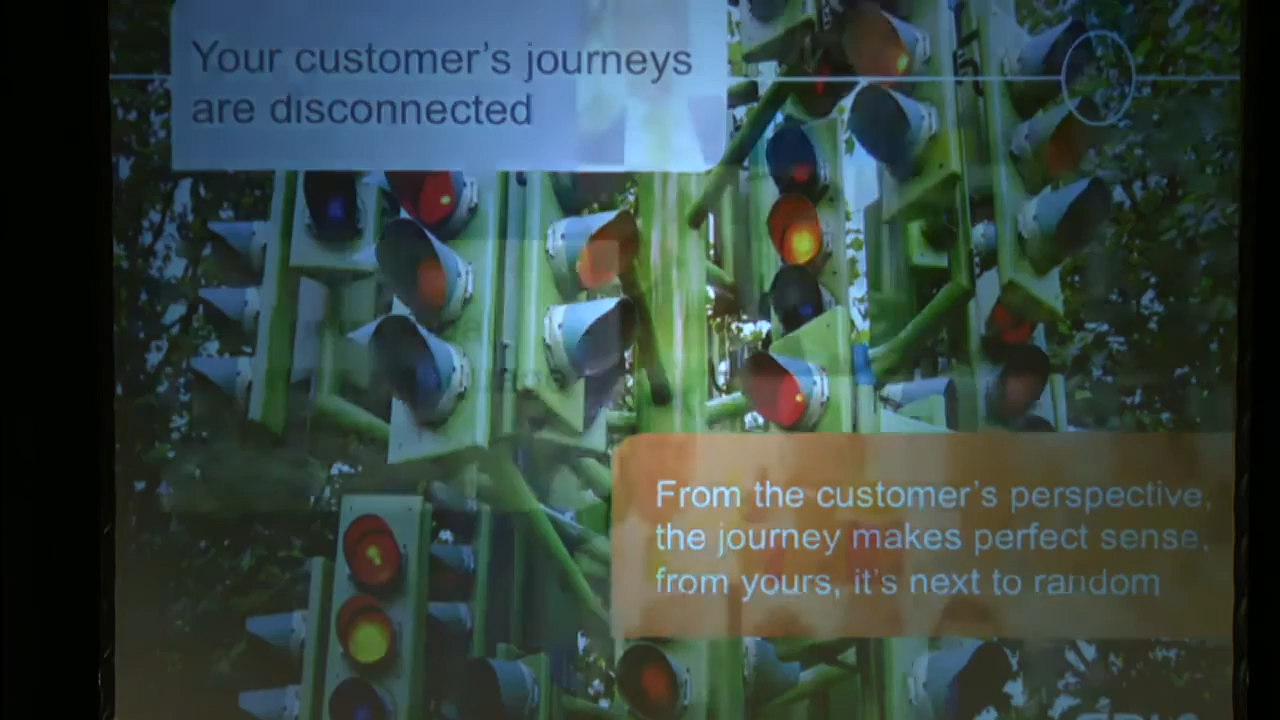 Your customer's journeys
are disconnected
From the customer's perspective,
the journey makes perfect sense,
from yours, it's next to random